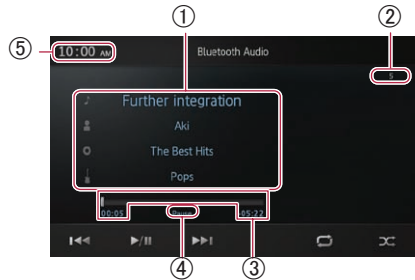 ①
②
⑤
10:00 AM
Bluetooth Audio
5
Further integration
Aki
The Best Hits
Pops
00:05
Pause
-05:22
④
③